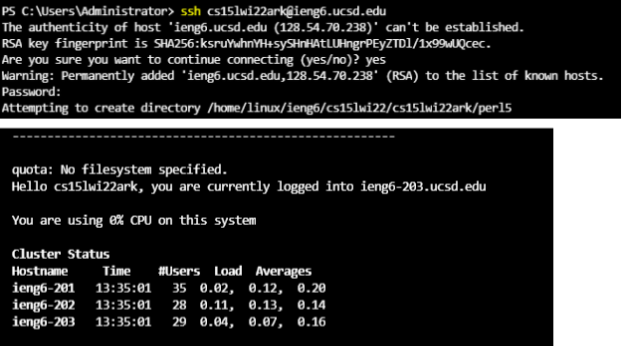 PS C:\Users\Administrator> ssh cs15lwi22ark@ieng6.ucsd.edu
The authenticity of host 'ieng6.ucsd.edu (128.54.70.238)' can't be established.
RSA key fingerprint is SHA256:ksruYwhnYH+sySHnHAtLUHngrPEyZTDl/1x99wUQcec.
Are you sure you want to continue connecting (yes/no)? yes
Warning: Permanently added 'ieng6.ucsd.edu,128.54.70.238' (RSA) to the list of known hosts.
Password:
Attempting to create directory /home/linux/ieng6/cs15lwi22/cs15lwi22ark/perl5
-------------------------------------------------------
quota: No filesystem specified.
Hello cs15lwi22ark, you are currently logged into ieng6-203.ucsd.edu
You are using 0% CPU on this system
Cluster Status
Hostname Time #Users Load Averages
ieng6-201 13:35:01 35 0.02, 0.12, 0.20
ieng6-202 13:35:01 28 0.11, 0.13, 0.14
ieng6-203 13:35:01 29 0.04, 0.07, 0.16